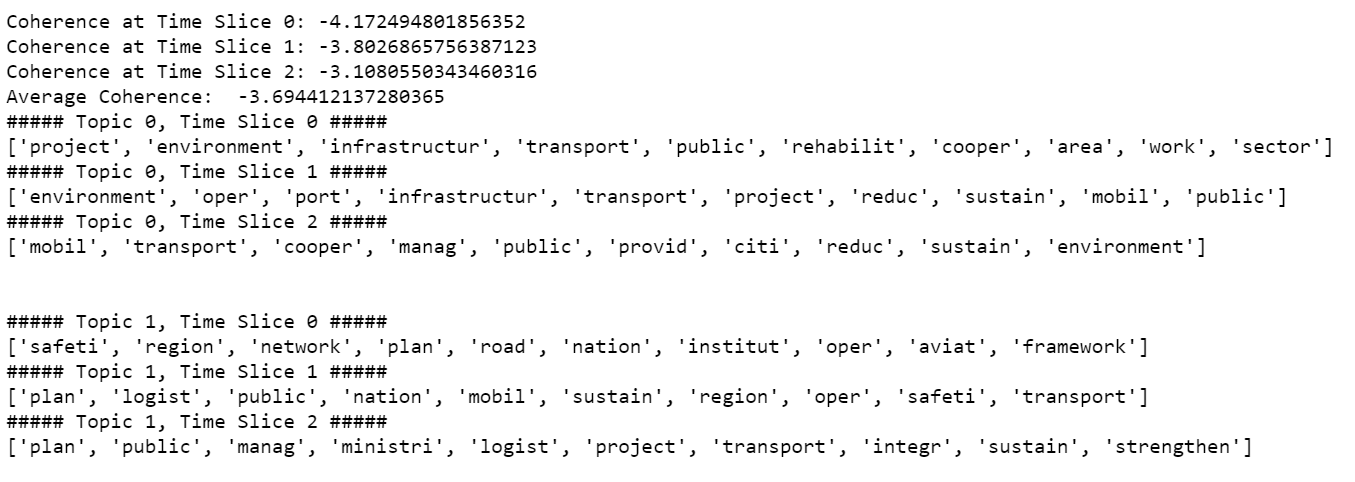 Coherence at Time Slice 0: -4.172494801856352
Coherence at Time Slice 1: -3.8026865756387123
Coherence at Time Slice 2: -3.1080550343460316
Average Coherence:  -3.694412137280365
##### Topic 0, Time Slice 0 #####
['project', 'environment', 'infrastructur', 'transport', 'public', 'rehabilit', 'cooper', 'area', 'work', 'sector']
##### Topic 0, Time Slice 1 #####
['environment', 'oper', 'port', 'infrastructur', 'transport', 'project', 'reduc', 'sustain', 'mobil', 'public']
##### Topic 0, Time Slice 2 #####
['mobil', 'transport', 'cooper', 'manag', 'public', 'provid', 'citi', 'reduc', 'sustain', 'environment']
##### Topic 1, Time Slice 0 #####
['safeti', 'region', 'network', 'plan', 'road', 'nation', 'institut', 'oper', 'aviat', 'framework']
##### Topic 1, Time Slice 1 #####
['plan', 'logist', 'public', 'nation', 'mobil', 'sustain', 'region', 'oper', 'safeti', 'transport']
##### Topic 1, Time Slice 2 #####
['plan', 'public', 'manag', 'ministri', 'logist', 'project', 'transport', 'integr', 'sustain', 'strengthen']